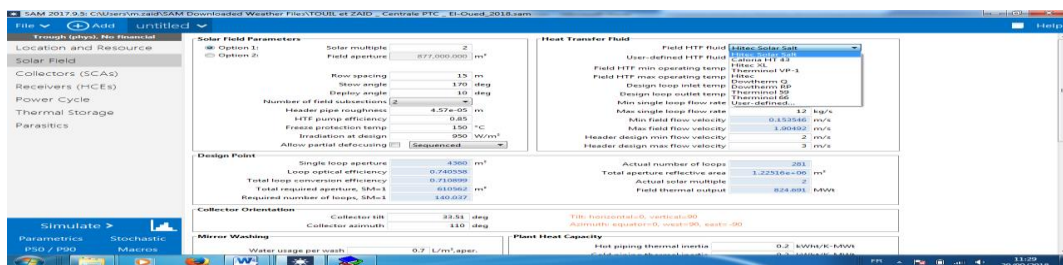 SAM 2017.9.5: C:\Users\m.zaid\SAM Downloaded Weather Files\TOUIL et ZAID _ Centrale PTC _ El-Oued_2018.sam
File Add untitled Help
Trough (phys), No financial
Location and Resource
Solar Field
Collectors (SCAs)
Receivers (HCEs)
Power Cycle
Thermal Storage
Parasitics
Simulate >
Parametrics Stochastic
P50 / P90 Macros
Solar Field Parameters
Option 1: Solar multiple 2
Option 2: Field aperture 877,000.000 m²
Row spacing 15 m
Stow angle 170 deg
Deploy angle 10 deg
Number of field subsections 2
Header pipe roughness 4.57e-05 m
HTF pump efficiency 0.85
Freeze protection temp 150 °C
Irradiation at design 950 W/m²
Allow partial defocusing Sequenced
Heat Transfer Fluid
Field HTF fluid Hitec Solar Salt
User-defined HTF fluid
Field HTF min operating temp
Field HTF max operating temp
Design loop inlet temp
Design loop outlet temp
Min single loop flow rate
Hitec Solar Salt
Caloria HT 43
Hitec XL
Therminol VP-1
Hitec
Dowtherm Q
Dowtherm RP
Therminol 59
Therminol 66
User-defined...
Max single loop flow rate 12 kg/s
Min field flow velocity 0.153546 m/s
Max field flow velocity 1.90492 m/s
Header design min flow velocity 2 m/s
Header design max flow velocity 3 m/s
Design Point
Single loop aperture 4360 m²
Loop optical efficiency 0.740558
Total loop conversion efficiency 0.710899
Total required aperture, SM=1 610562 m²
Required number of loops, SM=1 140.037
Actual number of loops 281
Total aperture reflective area 1.22516e+06 m²
Actual solar multiple 2
Field thermal output 824.691 MWt
Collector Orientation
Collector tilt 33.51 deg
Collector azimuth 110 deg
Tilt: horizontal=0, vertical=90
Azimuth: equator=0, west=90, east=-90
Mirror Washing
Water usage per wash 0.7 L/m²,aper.
Plant Heat Capacity
Hot piping thermal inertia 0.2 kWht/K-MWt
FR
11:29